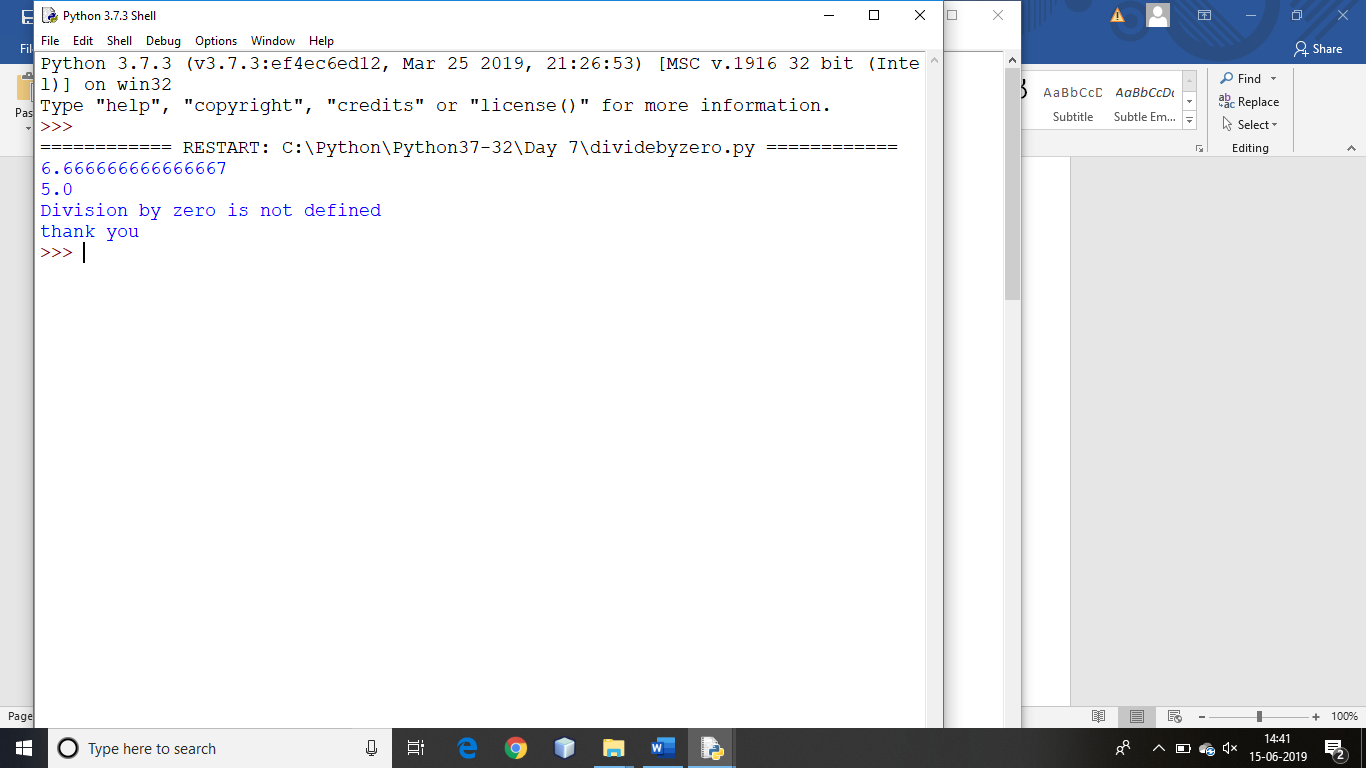 Python 3.7.3 Shell
File Edit Shell Debug Options Window Help
Python 3.7.3 (v3.7.3:ef4ec6ed12, Mar 25 2019, 21:26:53) [MSC v.1916 32 bit (Inte
l)] on win32
Type "help", "copyright", "credits" or "license()" for more information.
>>>
============ RESTART: C:\Python\Python37-32\Day 7\dividebyzero.py ============
6.666666666666667
5.0
Division by zero is not defined
thank you
>>>
Share
AaBbCcD AaBbCcDc
Subtitle Subtle Em...
Find
Replace
Select
Editing
Page
100%
Type here to search
14:41
15-06-2019
2